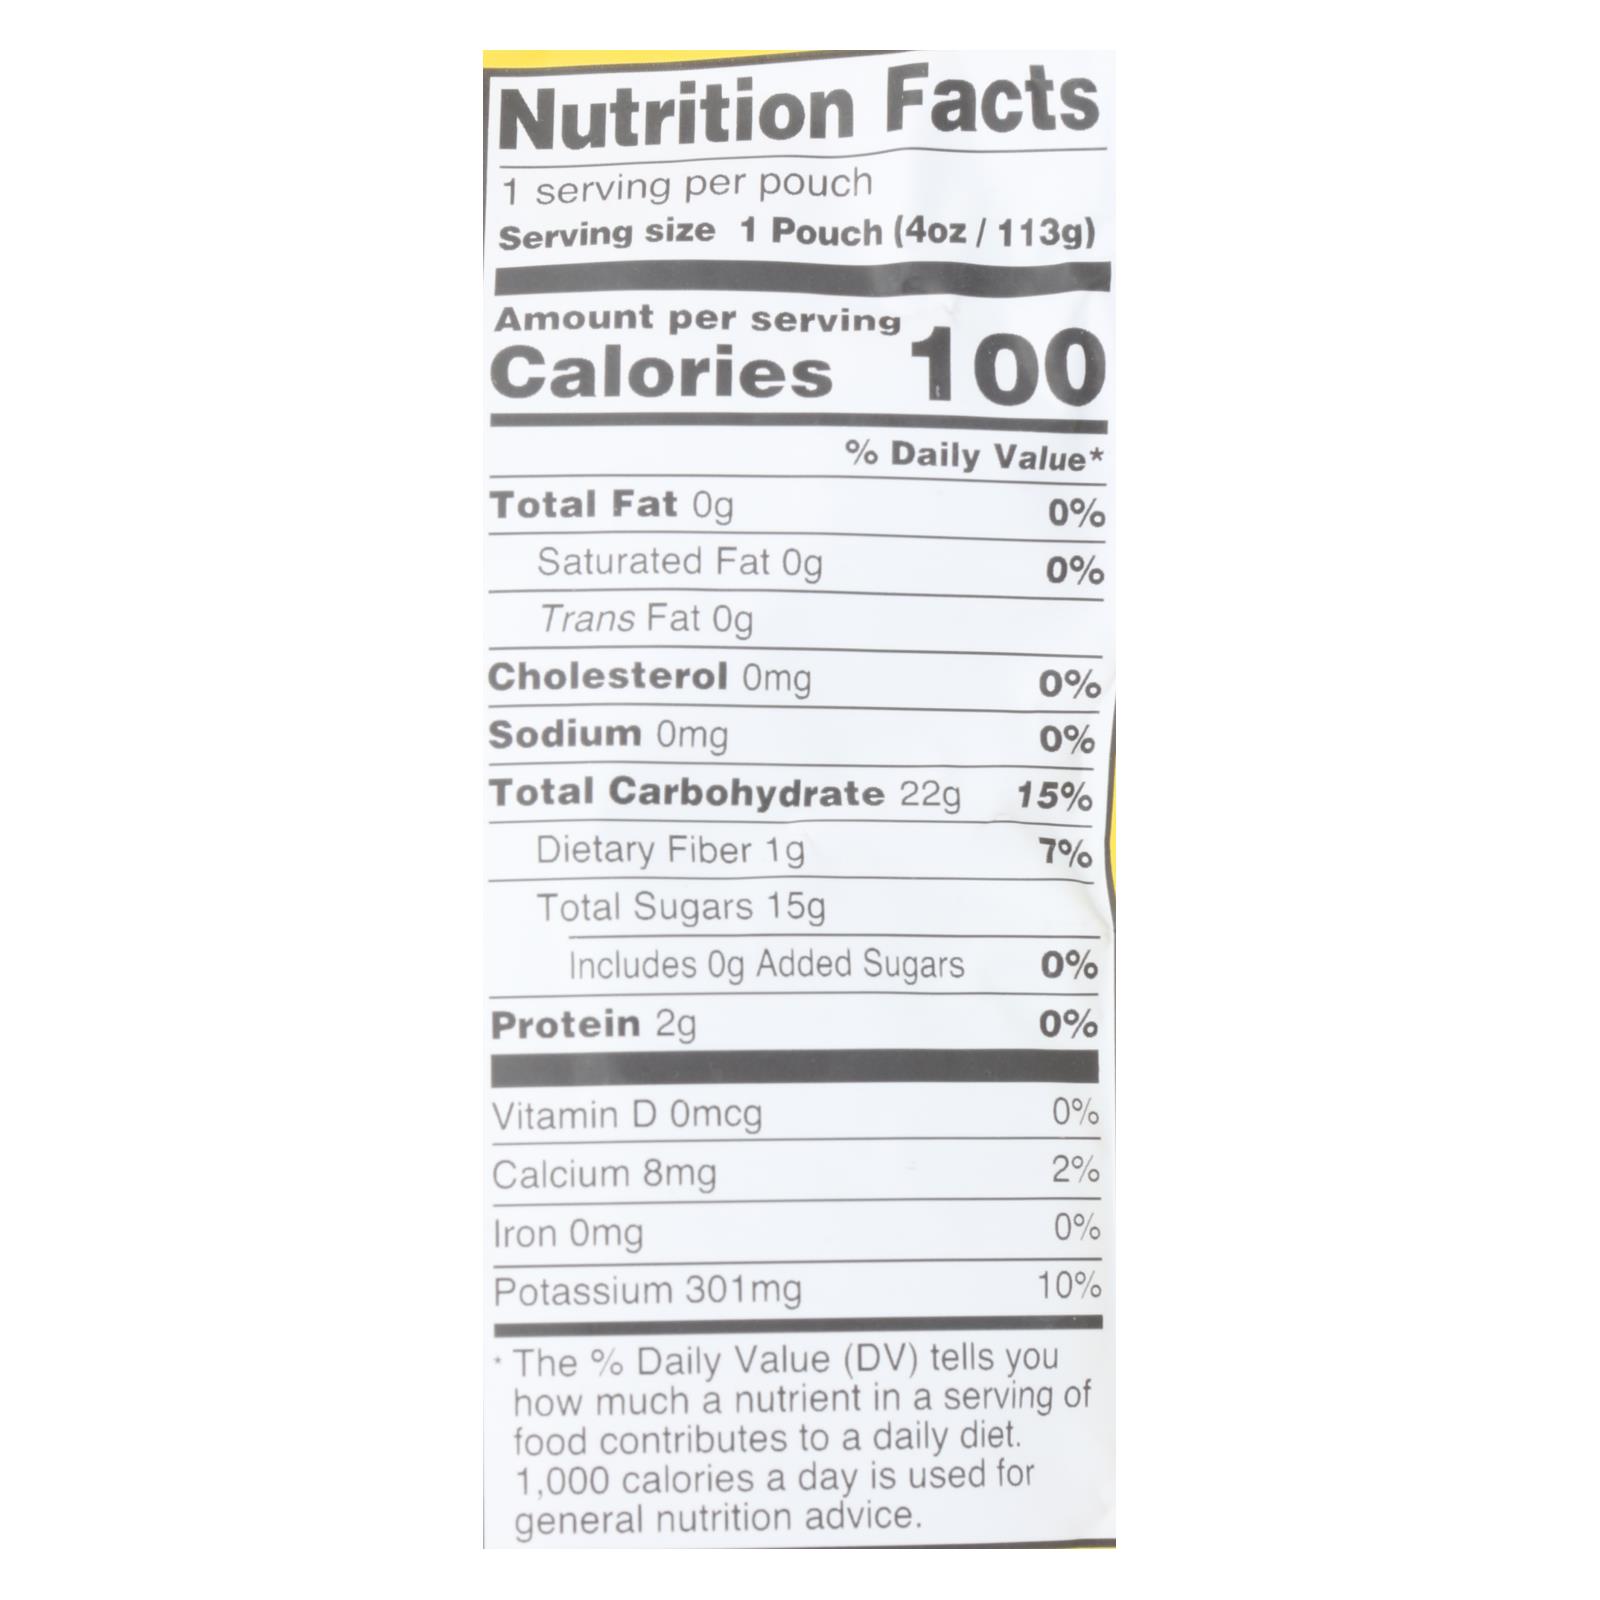 Nutrition Facts
1 serving per pouch
Serving size 1 Pouch (4oz / 113g)
Amount per serving
Calories 100
% Daily Value*
Total Fat 0g 0%
Saturated Fat 0g 0%
Trans Fat 0g
Cholesterol 0mg 0%
Sodium 0mg 0%
Total Carbohydrate 22g 15%
Dietary Fiber 1g 7%
Total Sugars 15g
Includes 0g Added Sugars 0%
Protein 2g 0%
Vitamin D 0mcg 0%
Calcium 8mg 2%
Iron 0mg 0%
Potassium 301mg 10%
* The % Daily Value (DV) tells you
how much a nutrient in a serving of
food contributes to a daily diet.
1,000 calories a day is used for
general nutrition advice.